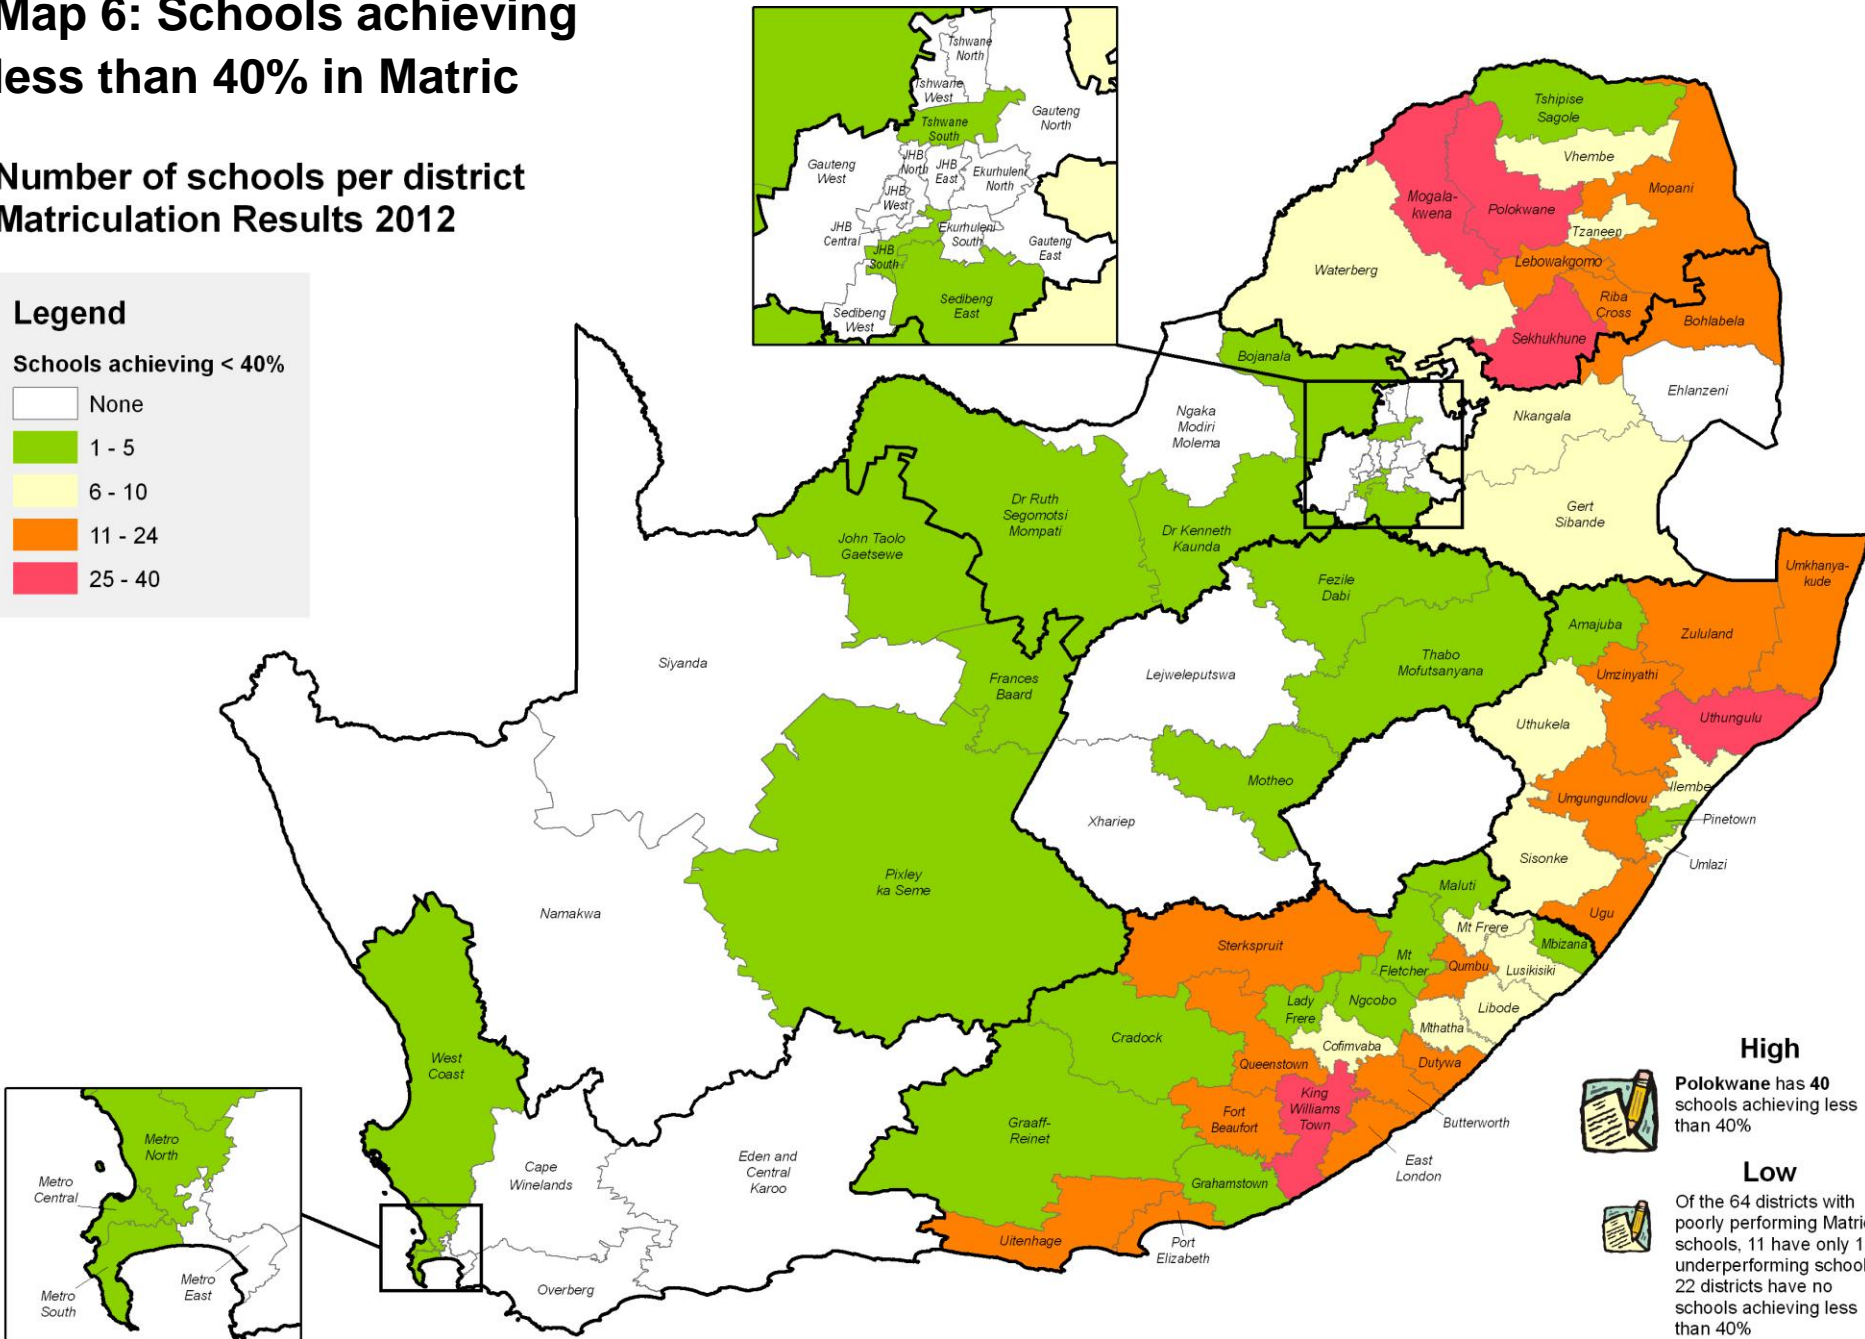 Map 6: Schools achieving
less than 40% in Matric
Number of schools per district
Matriculation Results 2012
Legend
Schools achieving < 40%
None
1 - 5
6 - 10
11 - 24
25 - 40
Tshwane
North
Tshwane
West
Tshwane
South
Gauteng
North
Gauteng
West
JHB
North
JHB
East
Ekurhuleni
North
JHB
West
JHB
Central
Ekurhuleni
South
Gauteng
East
JHB
South
Sedibeng
East
Sedibeng
West
Tshipise
Sagole
Vhembe
Mopani
Mogala-
kwena
Polokwane
Tzaneen
Waterberg
Lebowakgomo
Riba
Cross
Bohlabela
Sekhukhune
Bojanala
Ehlanzeni
Ngaka
Modiri
Molema
Nkangala
Dr Ruth
Segomotsi
Mompati
Gert
Sibande
Dr Kenneth
Kaunda
John Taolo
Gaetsewe
Fezile
Dabi
Umkhanya-
kude
Amajuba
Zululand
Siyanda
Thabo
Mofutsanyana
Lejweleputswa
Umzinyathi
Frances
Baard
Uthukela
Uthungulu
Motheo
Ilembe
Umgungundlovu
Xhariep
Pinetown
Sisonke
Umlazi
Pixley
ka Seme
Maluti
Namakwa
Ugu
Mt Frere
Sterkspruit
Mbizana
Mt
Fletcher
Qumbu
Lusikisiki
Lady
Frere
Ngcobo
Libode
Mthatha
Cradock
Cofimvaba
West
Coast
Queenstown
Dutywa
King
Williams
Town
Fort
Beaufort
Butterworth
Graaff-
Reinet
East
London
Eden and
Central
Karoo
Cape
Winelands
Grahamstown
Uitenhage
Port
Elizabeth
Overberg
Metro
North
Metro
Central
Metro
East
Metro
South
High
Polokwane has 40
schools achieving less
than 40%
Low
Of the 64 districts with
poorly performing Matric
schools, 11 have only 1
underperforming school
22 districts have no
schools achieving less
than 40%